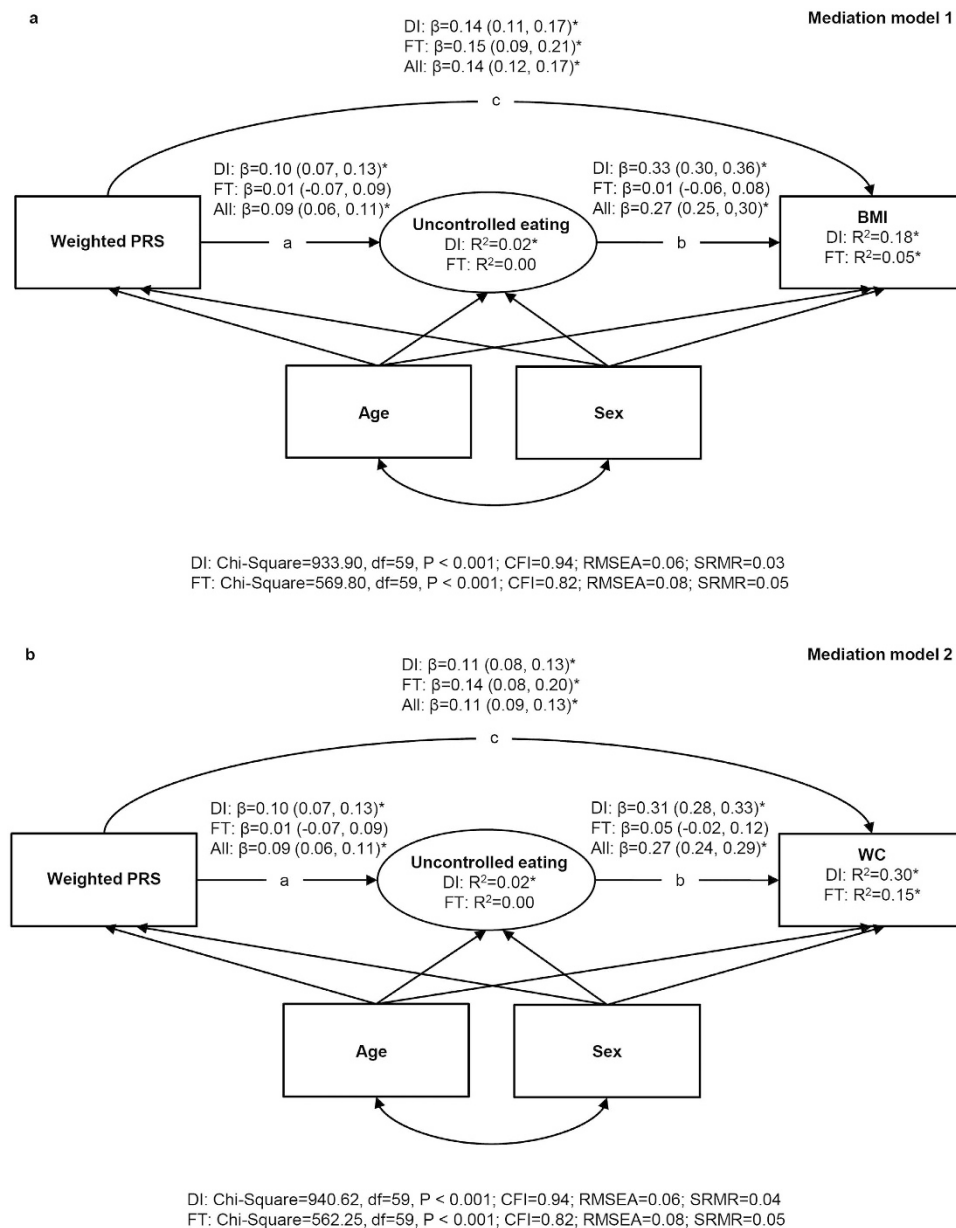 a
Mediation model 1
DI: β=0.14 (0.11, 0.17)*
FT: β=0.15 (0.09, 0.21)*
All: β=0.14 (0.12, 0.17)*
c
DI: β=0.10 (0.07, 0.13)*
FT: β=0.01 (-0.07, 0.09)
All: β=0.09 (0.06, 0.11)*
DI: β=0.33 (0.30, 0.36)*
FT: β=0.01 (-0.06, 0.08)
All: β=0.27 (0.25, 0,30)*
Weighted PRS
a
Uncontrolled eating
DI: R²=0.02*
FT: R²=0.00
b
BMI
DI: R²=0.18*
FT: R²=0.05*
Age
Sex
DI: Chi-Square=933.90, df=59, P < 0.001; CFI=0.94; RMSEA=0.06; SRMR=0.03
FT: Chi-Square=569.80, df=59, P < 0.001; CFI=0.82; RMSEA=0.08; SRMR=0.05
b
Mediation model 2
DI: β=0.11 (0.08, 0.13)*
FT: β=0.14 (0.08, 0.20)*
All: β=0.11 (0.09, 0.13)*
c
DI: β=0.10 (0.07, 0.13)*
FT: β=0.01 (-0.07, 0.09)
All: β=0.09 (0.06, 0.11)*
DI: β=0.31 (0.28, 0.33)*
FT: β=0.05 (-0.02, 0.12)
All: β=0.27 (0.24, 0.29)*
Weighted PRS
a
Uncontrolled eating
DI: R²=0.02*
FT: R²=0.00
b
WC
DI: R²=0.30*
FT: R²=0.15*
Age
Sex
DI: Chi-Square=940.62, df=59, P < 0.001; CFI=0.94; RMSEA=0.06; SRMR=0.04
FT: Chi-Square=562.25, df=59, P < 0.001; CFI=0.82; RMSEA=0.08; SRMR=0.05